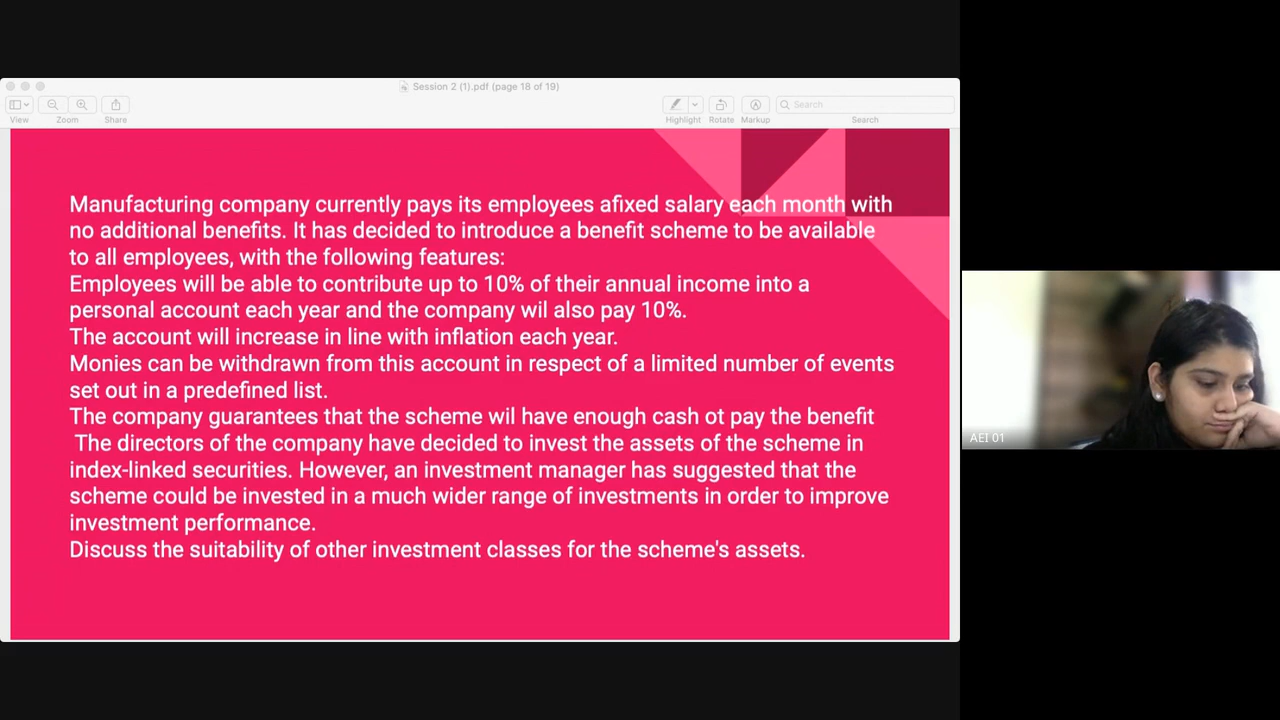 Session 2 (1).pdf (page 18 of 19)
View
Zoom
Share
Highlight
Rotate
Markup
Search
Search
Manufacturing company currently pays its employees afixed salary each month with
no additional benefits. It has decided to introduce a benefit scheme to be available
to all employees, with the following features:
Employees will be able to contribute up to 10% of their annual income into a
personal account each year and the company wil also pay 10%.
The account will increase in line with inflation each year.
Monies can be withdrawn from this account in respect of a limited number of events
set out in a predefined list.
The company guarantees that the scheme wil have enough cash ot pay the benefit
The directors of the company have decided to invest the assets of the scheme in
index-linked securities. However, an investment manager has suggested that the
scheme could be invested in a much wider range of investments in order to improve
investment performance.
Discuss the suitability of other investment classes for the scheme's assets.
AEI 01